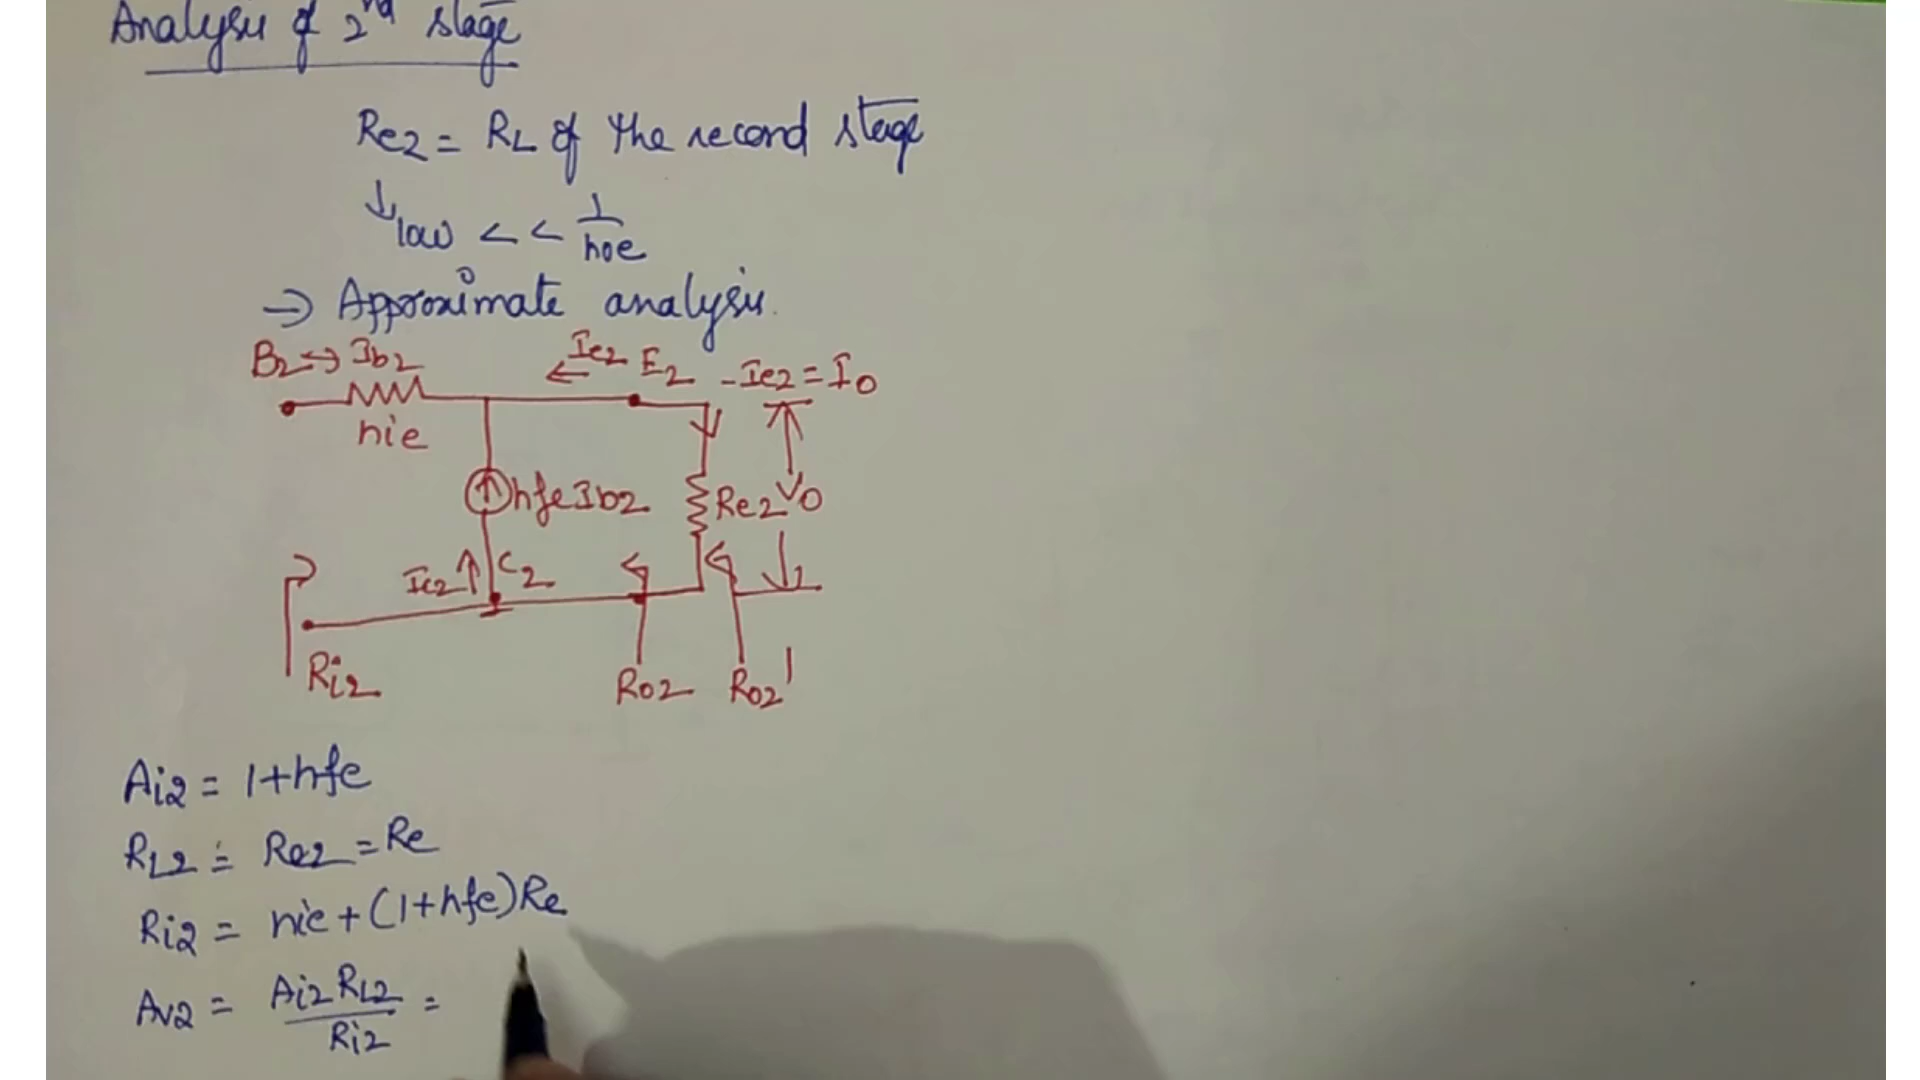 Analysis of 2nd stage
Re2 = RL of the second stage
↓ low << 1/hoe
→ Approximate analysis.
B2 → Ib2
Ie2 E2 -Ie2 = Io
hie
hfeIb2 Re2 Vo
Ic2 ↑ C2
Ri2 Ro2 Ro2'
Ai2 = 1+hfe
RL2 = Re2 = Re
Ri2 = hie + (1+hfe)Re
Av2 = Ai2 RL2 / Ri2 =